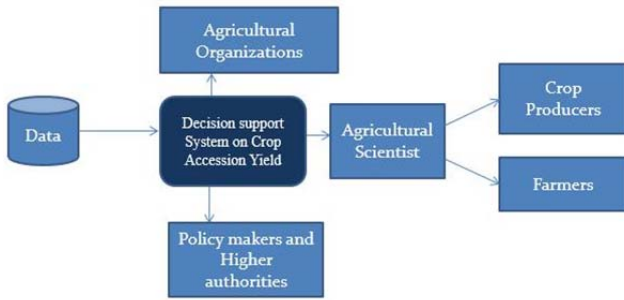 Agricultural
Organizations
Data
Decision support
System on Crop
Accession Yield
Agricultural
Scientist
Crop
Producers
Farmers
Policy makers and
Higher
authorities